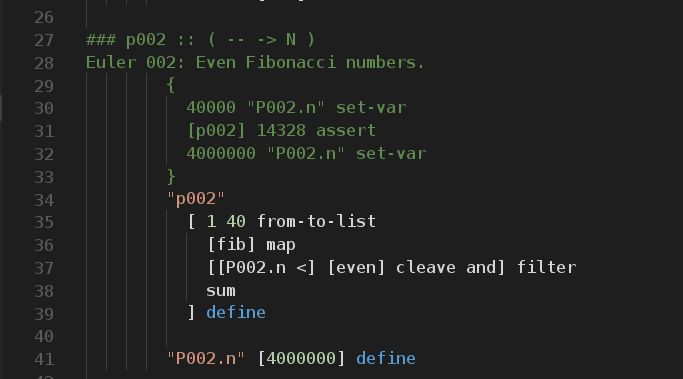 26
27 ### p002 :: ( -- -> N )
28 Euler 002: Even Fibonacci numbers.
29 {
30 40000 "P002.n" set-var
31 [p002] 14328 assert
32 4000000 "P002.n" set-var
33 }
34 "p002"
35 [ 1 40 from-to-list
36 [fib] map
37 [[P002.n <] [even] cleave and] filter
38 sum
39 ] define
40
41 "P002.n" [4000000] define